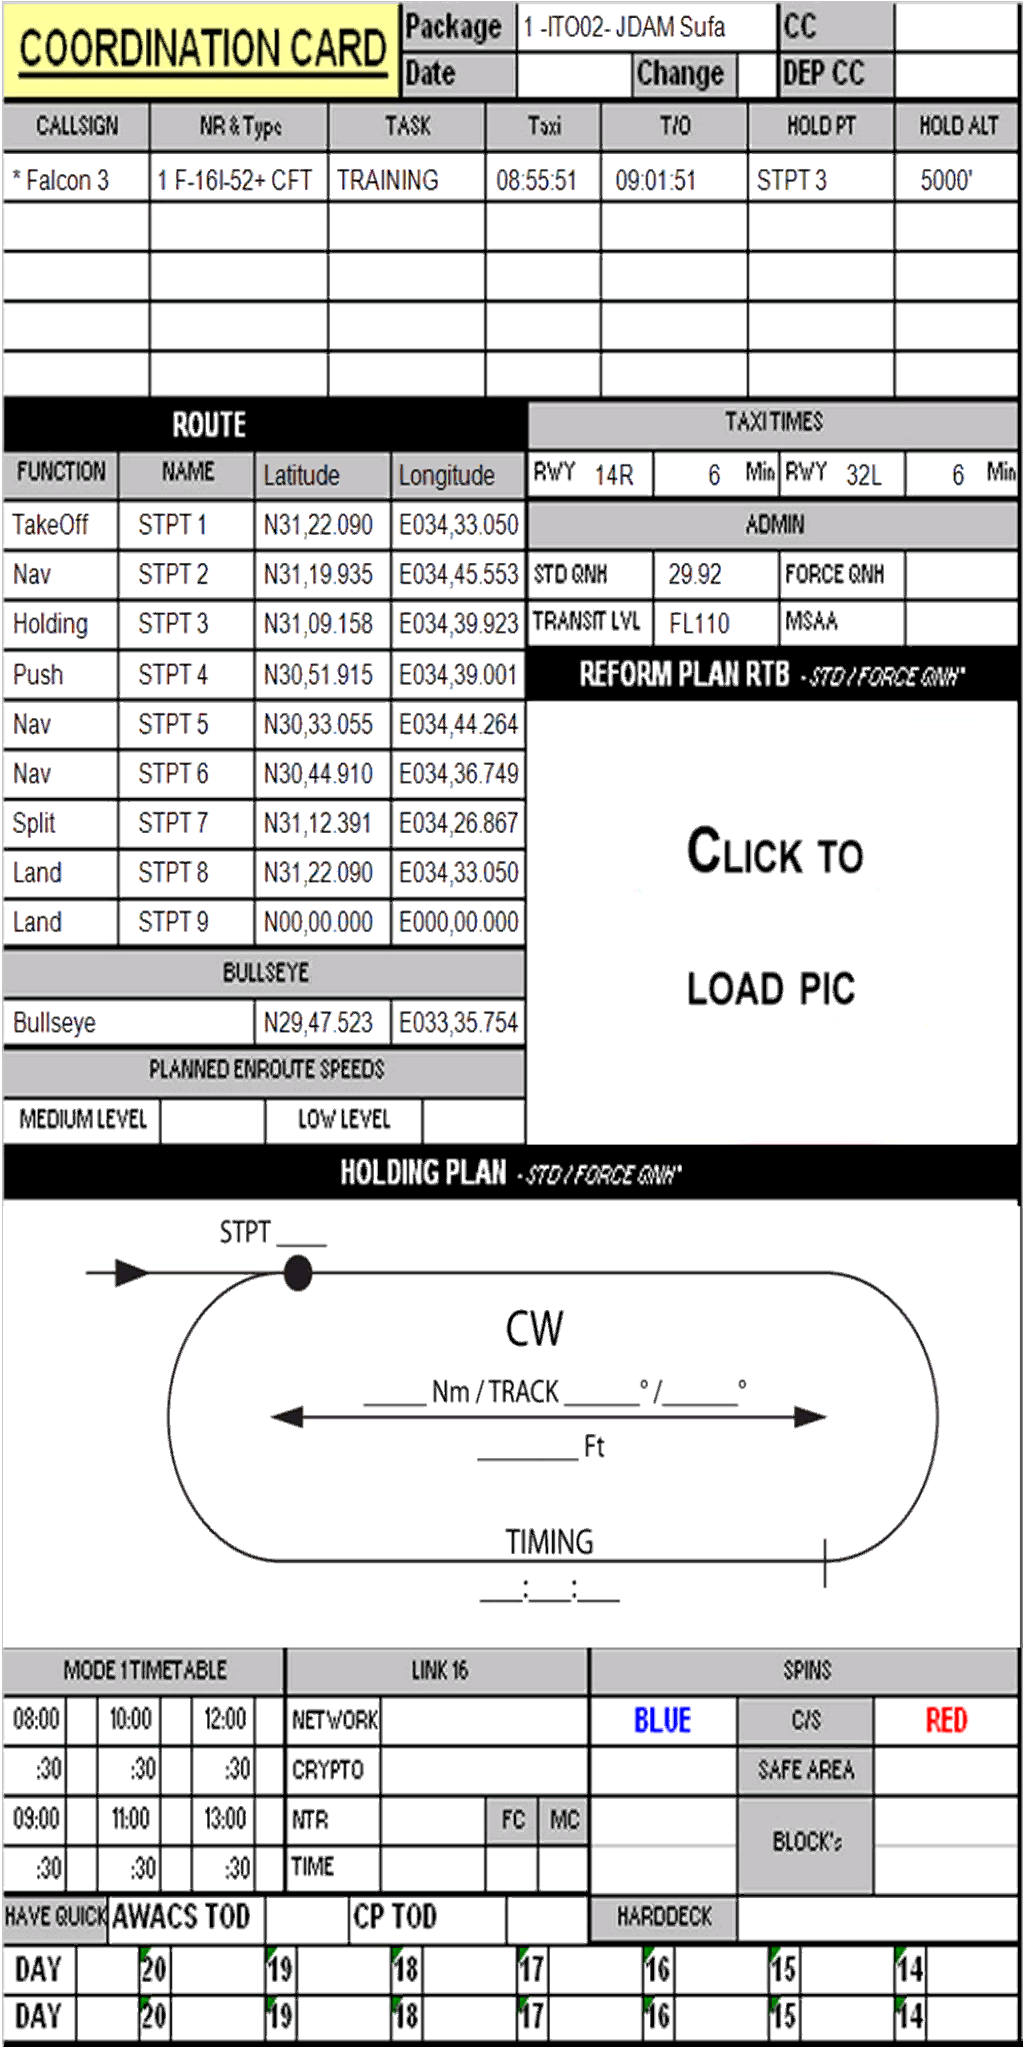 COORDINATION CARD
Package 1 -ITO02- JDAM Sufa CC
Date Change DEP CC
CALLSIGN NR & Type TASK Taxi T/O HOLD PT HOLD ALT
* Falcon 3 1 F-16I-52+ CFT TRAINING 08:55:51 09:01:51 STPT 3 5000'
ROUTE
FUNCTION NAME Latitude Longitude
TakeOff STPT 1 N31,22.090 E034,33.050
Nav STPT 2 N31,19.935 E034,45.553
Holding STPT 3 N31,09.158 E034,39.923
Push STPT 4 N30,51.915 E034,39.001
Nav STPT 5 N30,33.055 E034,44.264
Nav STPT 6 N30,44.910 E034,36.749
Split STPT 7 N31,12.391 E034,26.867
Land STPT 8 N31,22.090 E034,33.050
Land STPT 9 N00,00.000 E000,00.000
BULLSEYE
Bullseye N29,47.523 E033,35.754
PLANNED ENROUTE SPEEDS
MEDIUM LEVEL LOW LEVEL
TAXI TIMES
RWY 14R 6 Min RWY 32L 6 Min
ADMIN
STD QNH 29.92 FORCE QNH
TRANSIT LVL FL110 MSAA
REFORM PLAN RTB - STD / FORCE QNH"
CLICK TO
LOAD PIC
HOLDING PLAN - STD / FORCE QNH"
STPT ____
CW
_____ Nm / TRACK ______ ° / ______ °
________ Ft
TIMING
___:___:___
MODE 1 TIMETABLE
08:00 10:00 12:00
:30 :30 :30
09:00 11:00 13:00
:30 :30 :30
LINK 16
NETWORK
CRYPTO
NTR FC MC
TIME
SPINS
BLUE C/S RED
SAFE AREA
BLOCK's
HAVE QUICK AWACS TOD CP TOD HARDDECK
DAY 20 19 18 17 16 15 14
DAY 20 19 18 17 16 15 14